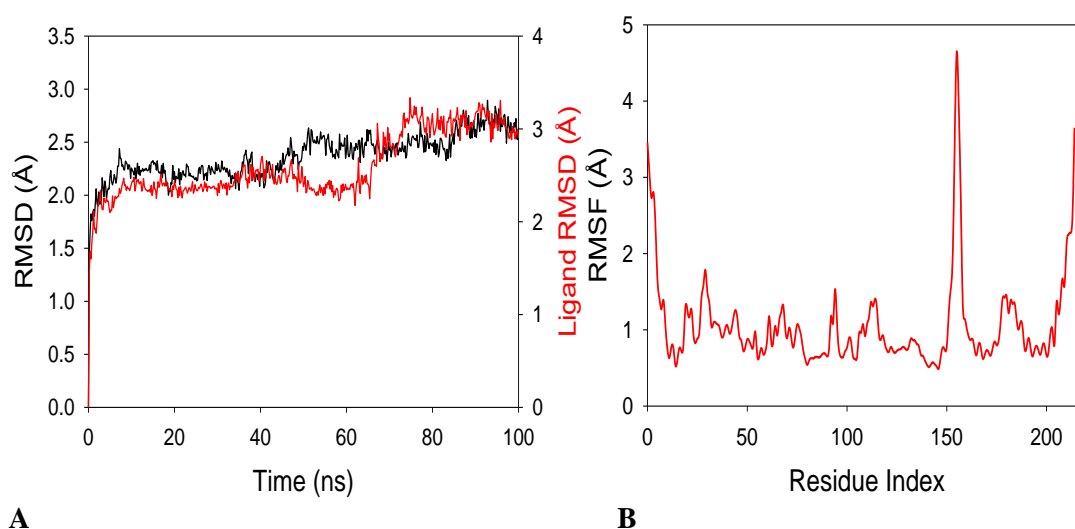 3.5
3.0
2.5
2.0
1.5
1.0
0.5
0.0
RMSD (Å)
0 20 40 60 80 100
Time (ns)
4
3
2
1
0
Ligand RMSD (Å)
A
5
4
3
2
1
0
RMSF (Å)
0 50 100 150 200
Residue Index
B